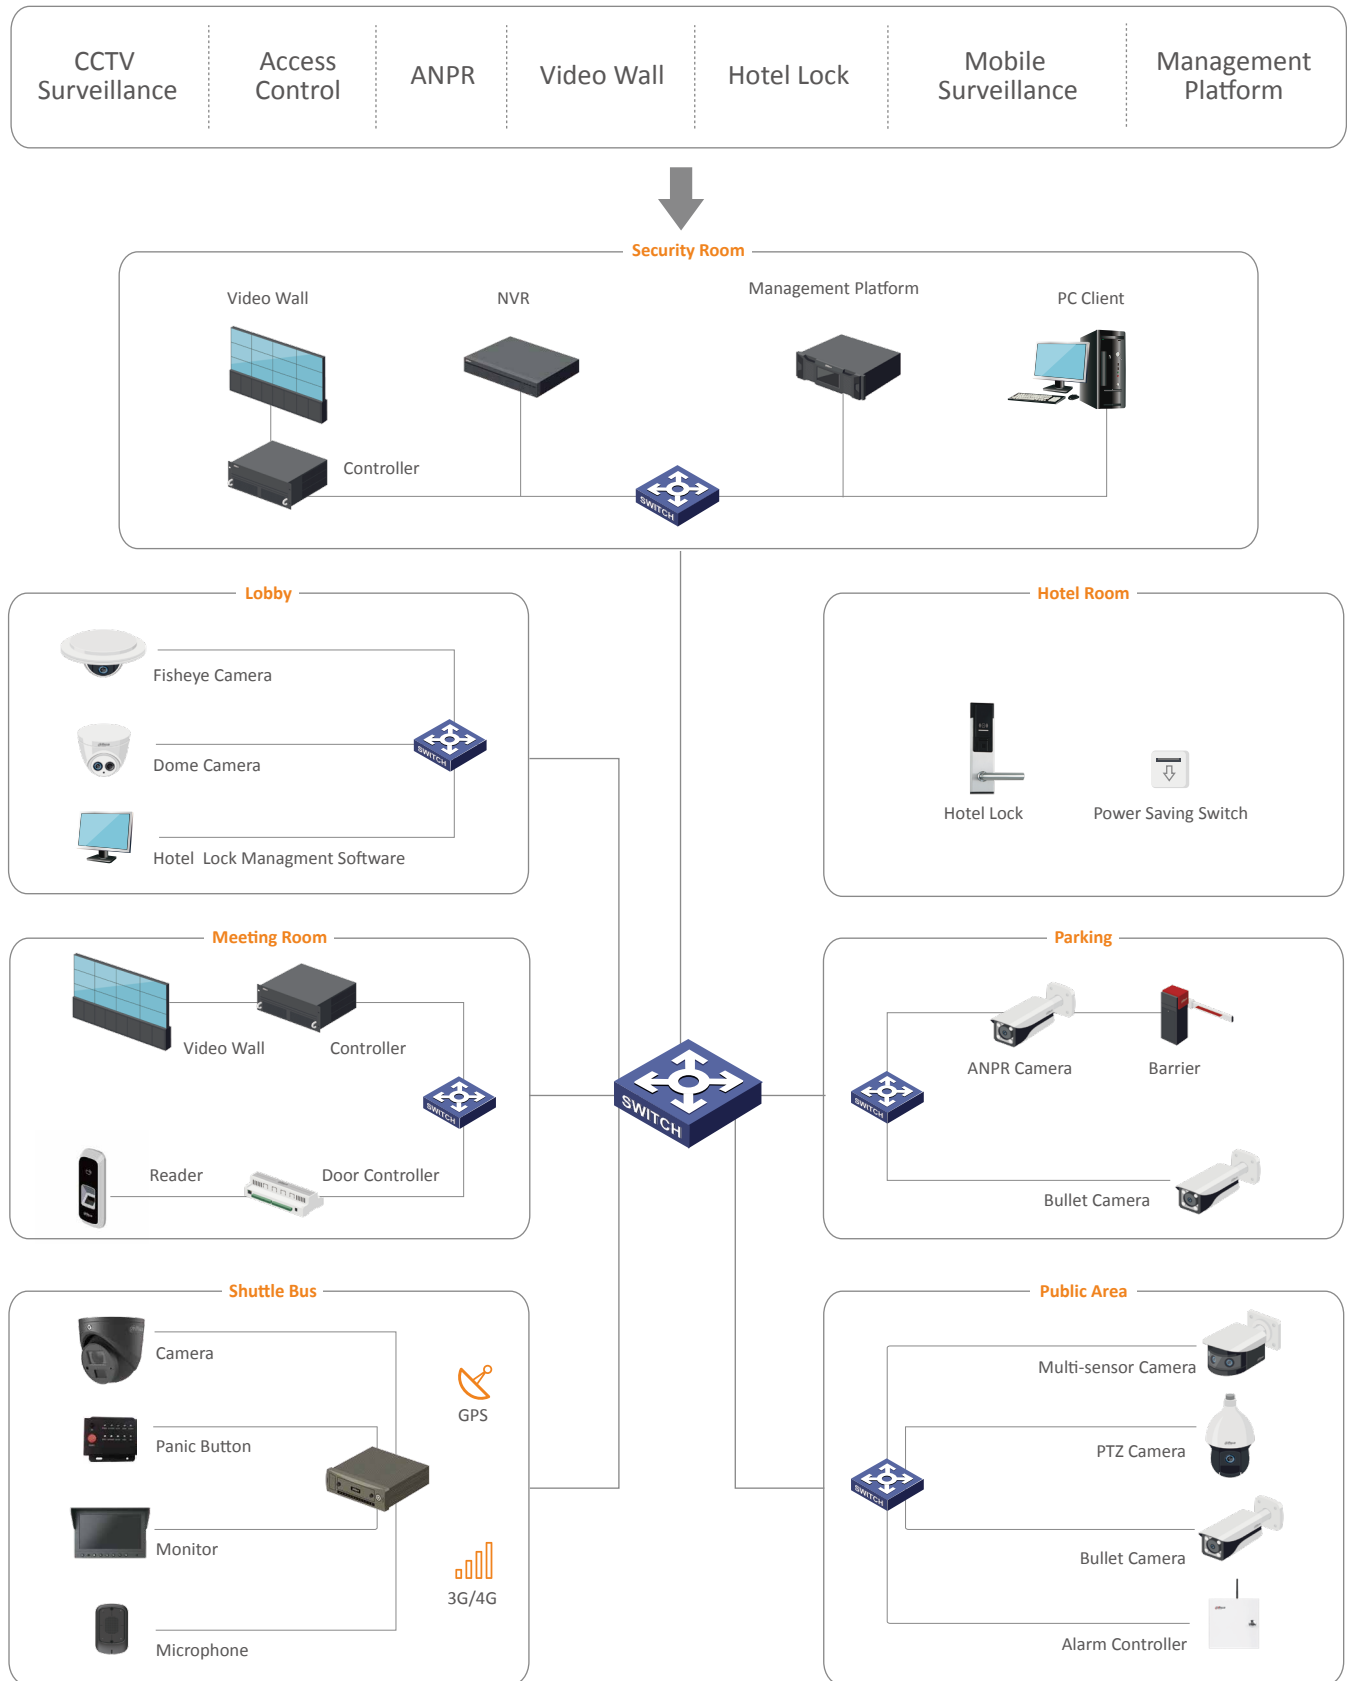 CCTV
Surveillance
Access
Control
ANPR
Video Wall
Hotel Lock
Mobile
Surveillance
Management
Platform
Security Room
Video Wall
NVR
Management Platform
PC Client
Controller
SWITCH
Lobby
Fisheye Camera
Dome Camera
SWITCH
Hotel Lock Managment Software
Hotel Room
Hotel Lock
Power Saving Switch
Meeting Room
Video Wall
Controller
SWITCH
Reader
Door Controller
SWITCH
Parking
ANPR Camera
Barrier
SWITCH
Bullet Camera
Shuttle Bus
Camera
GPS
Panic Button
Monitor
3G/4G
Microphone
Public Area
Multi-sensor Camera
PTZ Camera
SWITCH
Bullet Camera
Alarm Controller